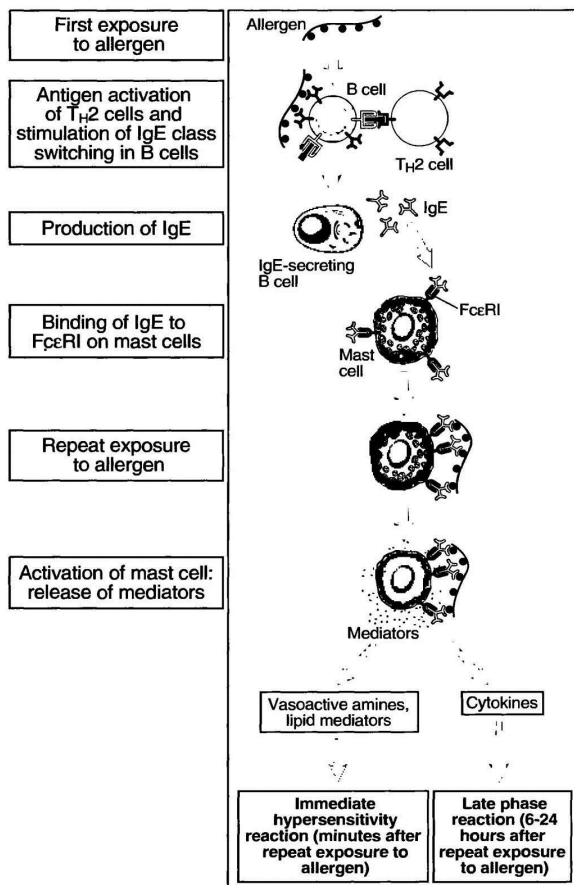 First exposure
to allergen
Allergen
Antigen activation
of TH2 cells and
stimulation of IgE class
switching in B cells
B cell
TH2 cell
Production of IgE
IgE
IgE-secreting
B cell
Binding of IgE to
FcεRI on mast cells
FcεRI
Mast
cell
Repeat exposure
to allergen
Activation of mast cell:
release of mediators
Mediators
Vasoactive amines,
lipid mediators
Cytokines
Immediate
hypersensitivity
reaction (minutes after
repeat exposure to
allergen)
Late phase
reaction (6-24
hours after
repeat exposure
to allergen)